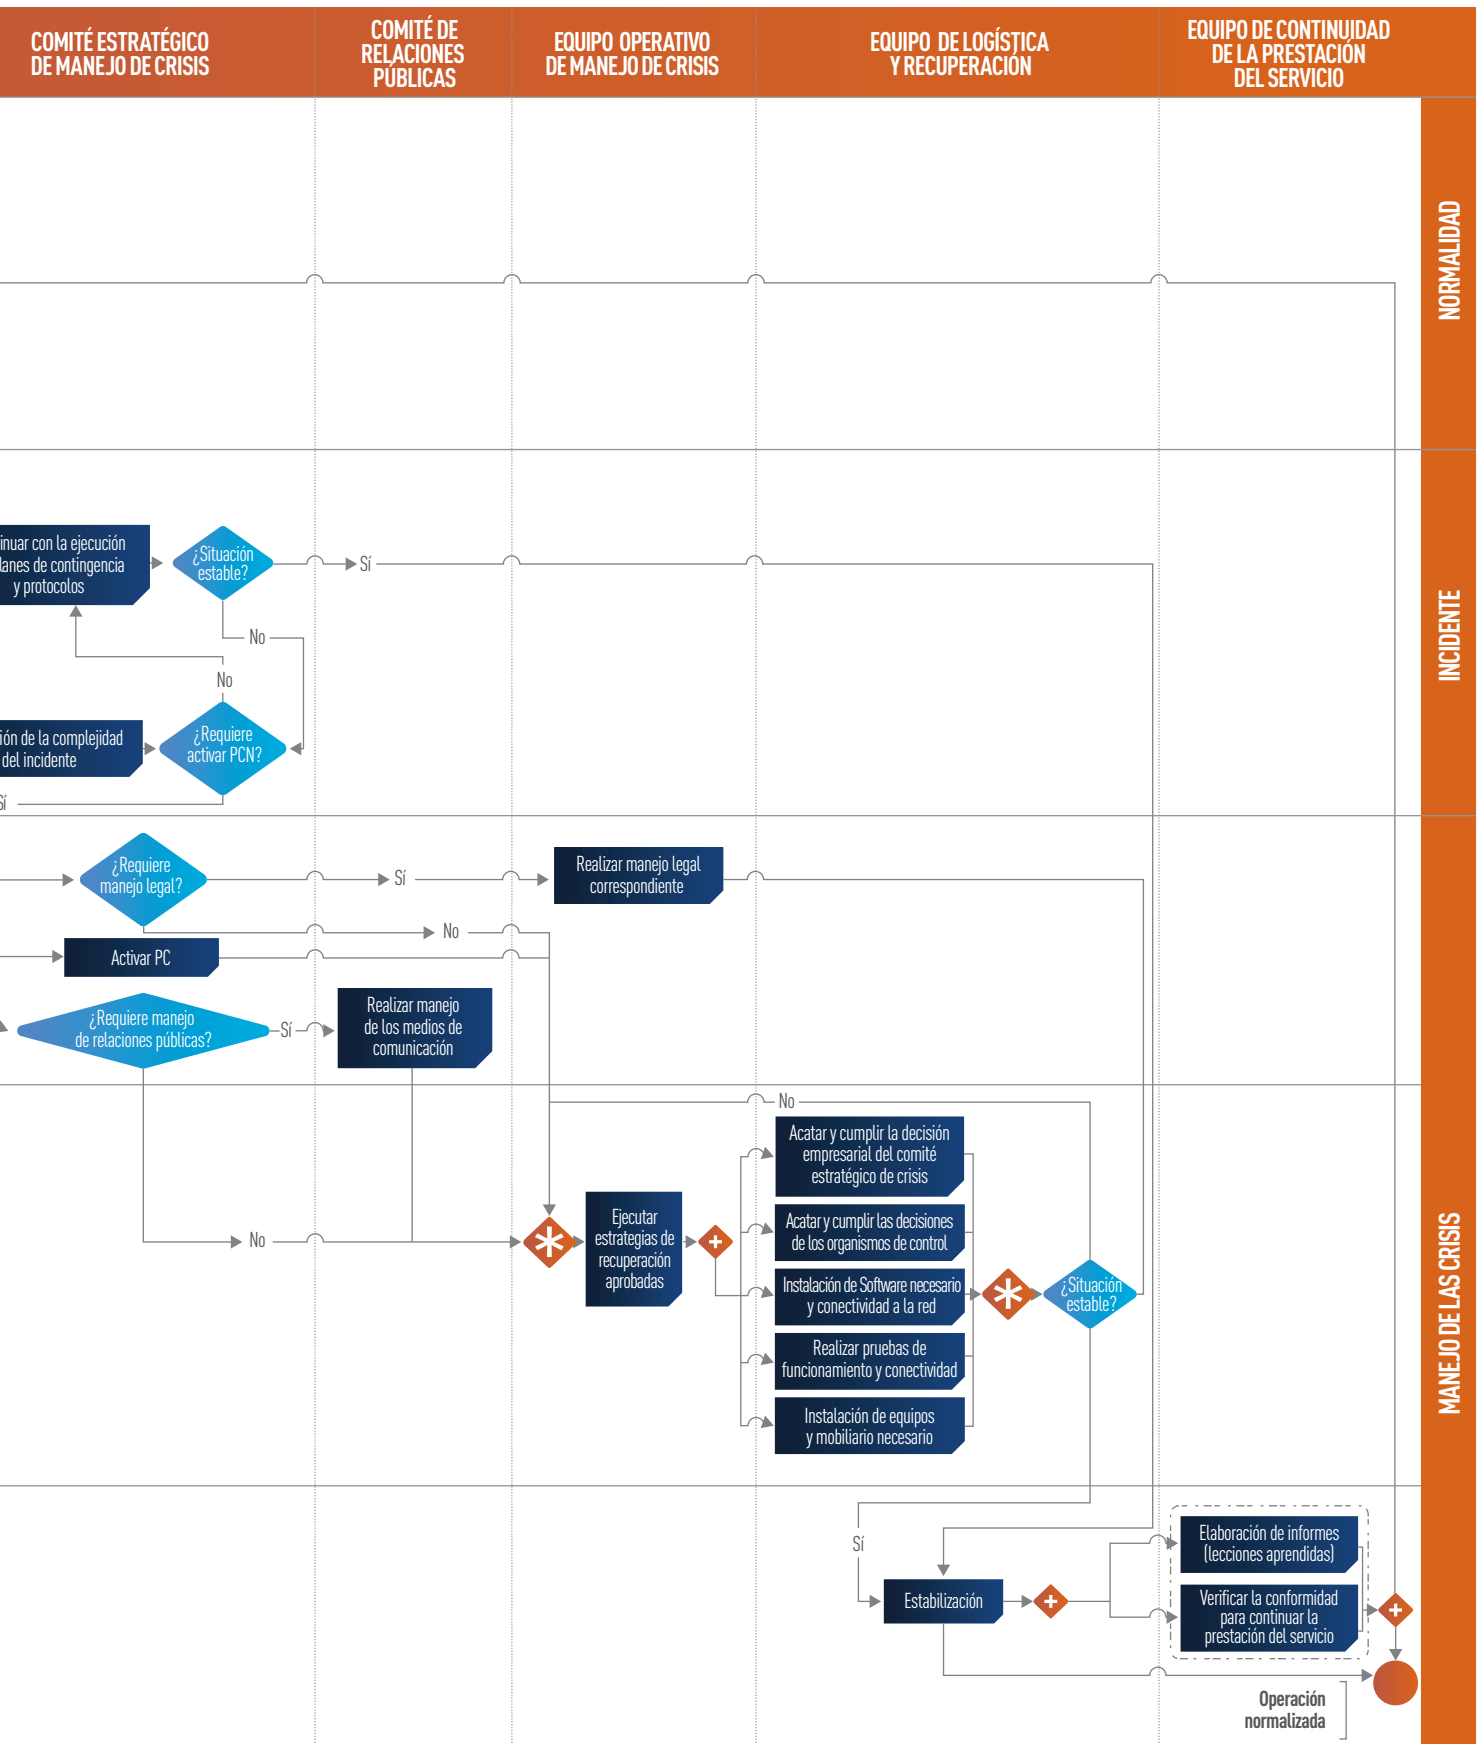 COMITÉ ESTRATÉGICO
DE MANEJO DE CRISIS
COMITÉ DE
RELACIONES
PÚBLICAS
EQUIPO OPERATIVO
DE MANEJO DE CRISIS
EQUIPO DE LOGÍSTICA
Y RECUPERACIÓN
EQUIPO DE CONTINUIDAD
DE LA PRESTACIÓN
DEL SERVICIO
NORMALIDAD
INCIDENTE
inuar con la ejecución
lanes de contingencia
y protocolos
¿Situación
estable?
Sí
No
No
ión de la complejidad
del incidente
¿Requiere
activar PCN?
Sí
MANEJO DE LAS CRISIS
¿Requiere
manejo legal?
Sí
Realizar manejo legal
correspondiente
No
Activar PC
¿Requiere manejo
de relaciones públicas?
Sí
Realizar manejo
de los medios de
comunicación
No
No
Ejecutar
estrategias de
recuperación
aprobadas
Acatar y cumplir la decisión
empresarial del comité
estratégico de crisis
Acatar y cumplir las decisiones
de los organismos de control
Instalación de Software necesario
y conectividad a la red
Realizar pruebas de
funcionamiento y conectividad
Instalación de equipos
y mobiliario necesario
¿Situación
estable?
Sí
Estabilización
Elaboración de informes
(lecciones aprendidas)
Verificar la conformidad
para continuar la
prestación del servicio
Operación
normalizada